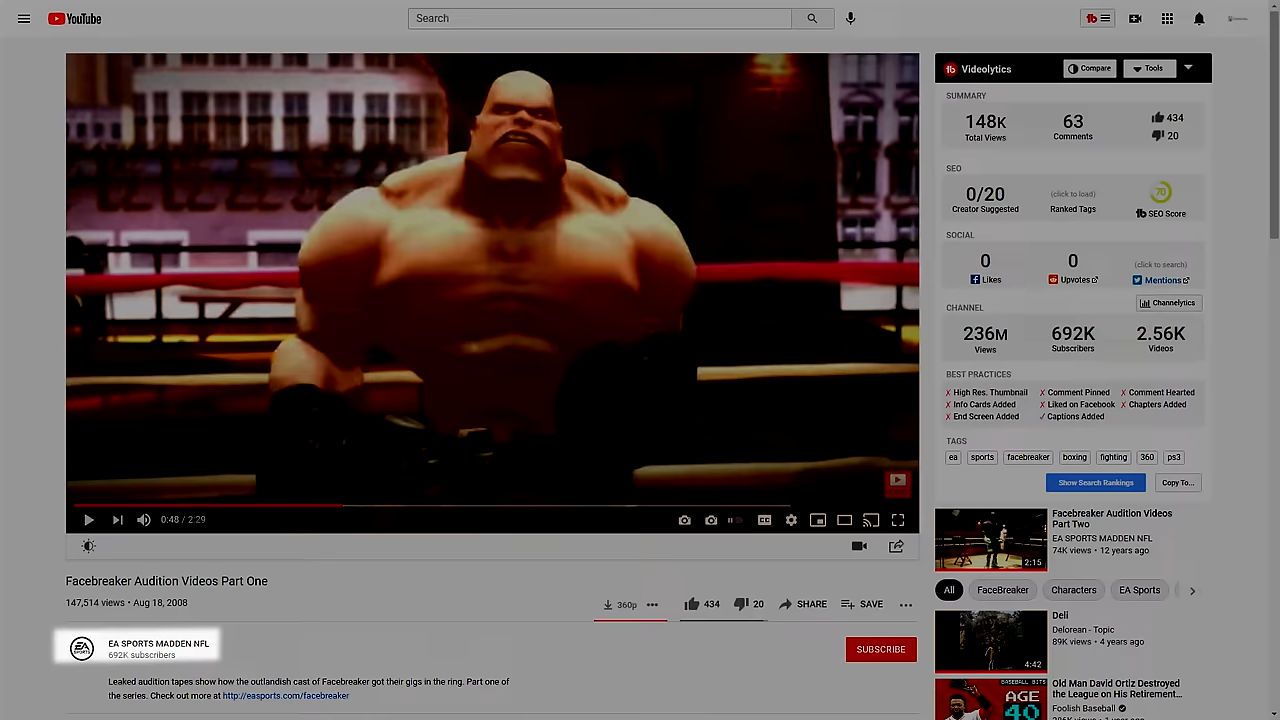 YouTube
Search
tb
Videolytics
Compare
Tools
SUMMARY
148K
Total Views
63
Comments
434
20
SEO
0/20
Creator Suggested
(click to load)
Ranked Tags
70
tb SEO Score
SOCIAL
0
Likes
0
Upvotes
(click to search)
Mentions
Channelytics
CHANNEL
236M
Views
692K
Subscribers
2.56K
Videos
BEST PRACTICES
✗ High Res. Thumbnail ✗ Comment Pinned ✗ Comment Hearted
✗ Info Cards Added ✗ Liked on Facebook ✗ Chapters Added
✗ End Screen Added ✓ Captions Added
TAGS
ea sports facebreaker boxing fighting 360 ps3
Show Search Rankings Copy To...
0:48 / 2:29
CC
Facebreaker Audition Videos Part One
147,514 views • Aug 18, 2008
360p
434
20
SHARE
SAVE
EA SPORTS
EA SPORTS MADDEN NFL
692K subscribers
SUBSCRIBE
Leaked audition tapes show how the outlandish cast of FaceBreaker got their gigs in the ring. Part one of
the series. Check out more at http://easports.com/facebreaker
Facebreaker Audition Videos
Part Two
EA SPORTS MADDEN NFL
74K views • 12 years ago
2:15
All FaceBreaker Characters EA Sports
Deli
Delorean - Topic
89K views • 4 years ago
4:42
Old Man David Ortiz Destroyed
the League on His Retirement...
Foolish Baseball
BASEBALL BITS
AGE
40